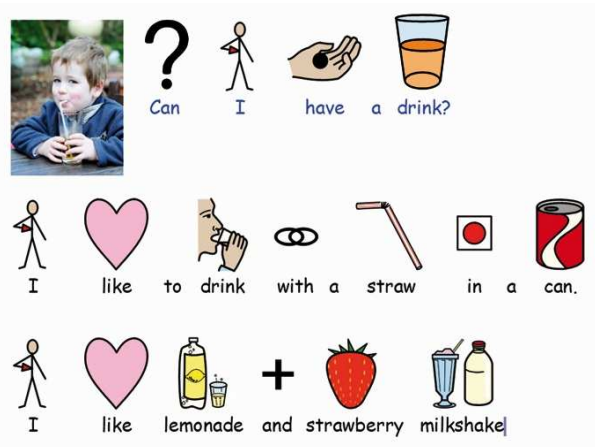 Can I have a drink?
I like to drink with a straw in a can.
I like lemonade and strawberry milkshake